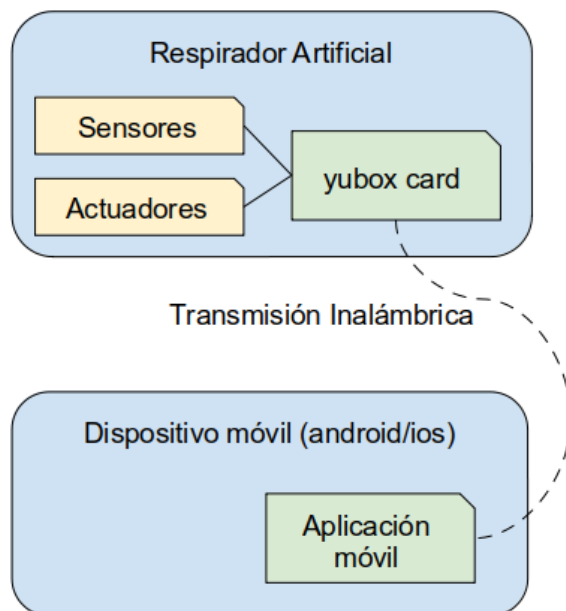 Respirador Artificial
Sensores
Actuadores
yubox card
Transmisión Inalámbrica
Dispositivo móvil (android/ios)
Aplicación
móvil